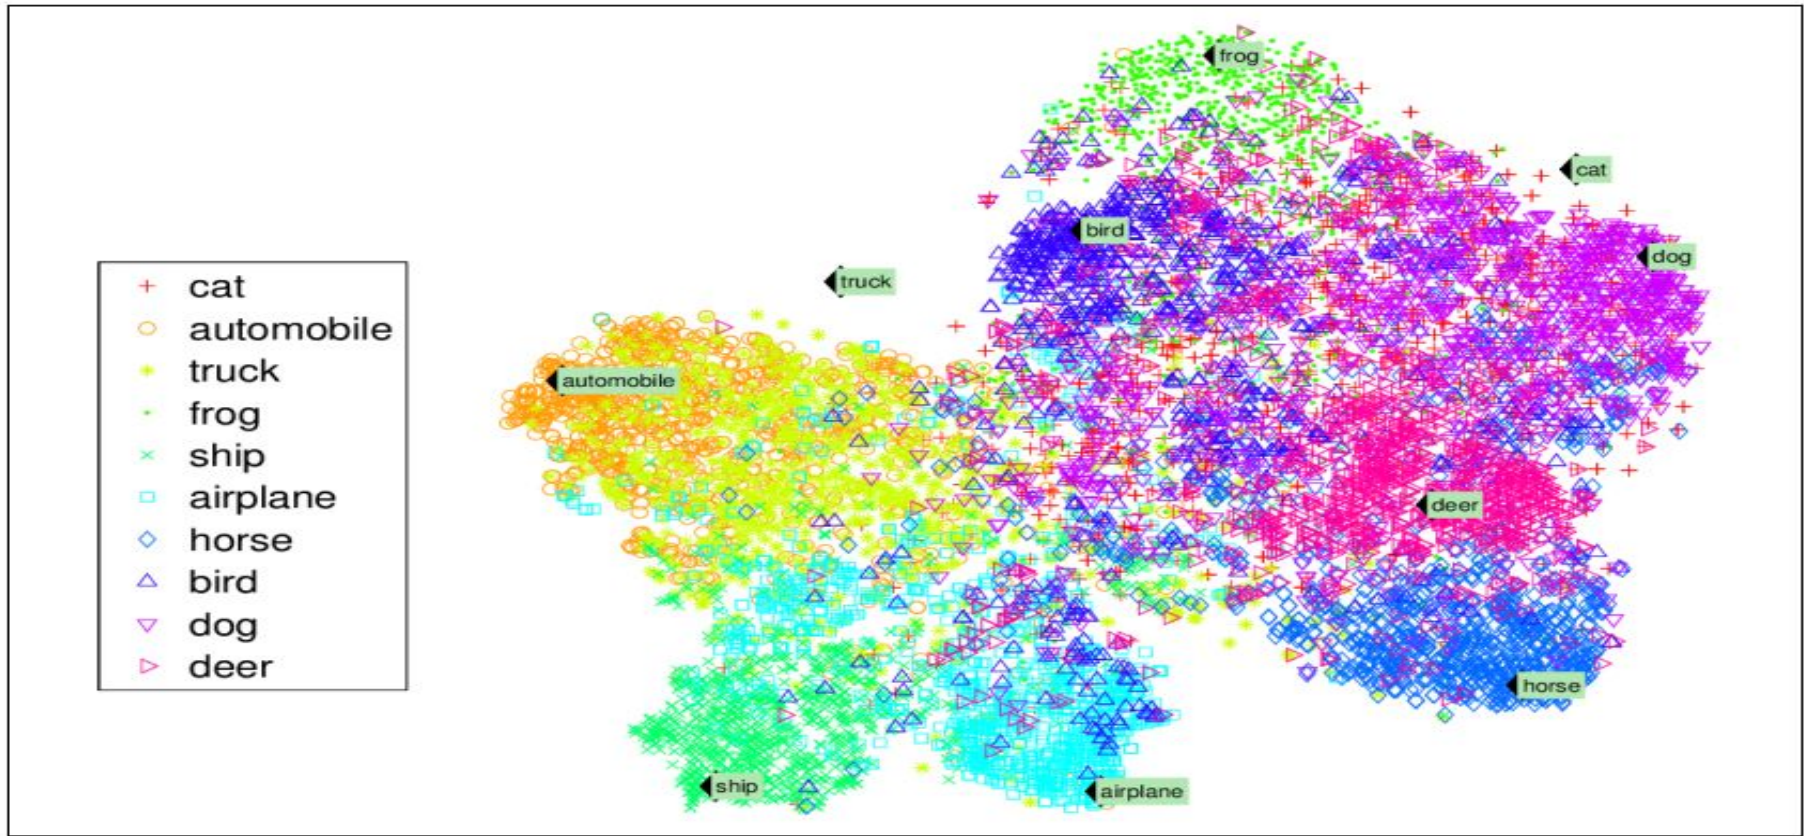 frog
cat
bird
dog
truck
automobile
deer
horse
ship
airplane
cat
automobile
truck
frog
ship
airplane
horse
bird
dog
deer